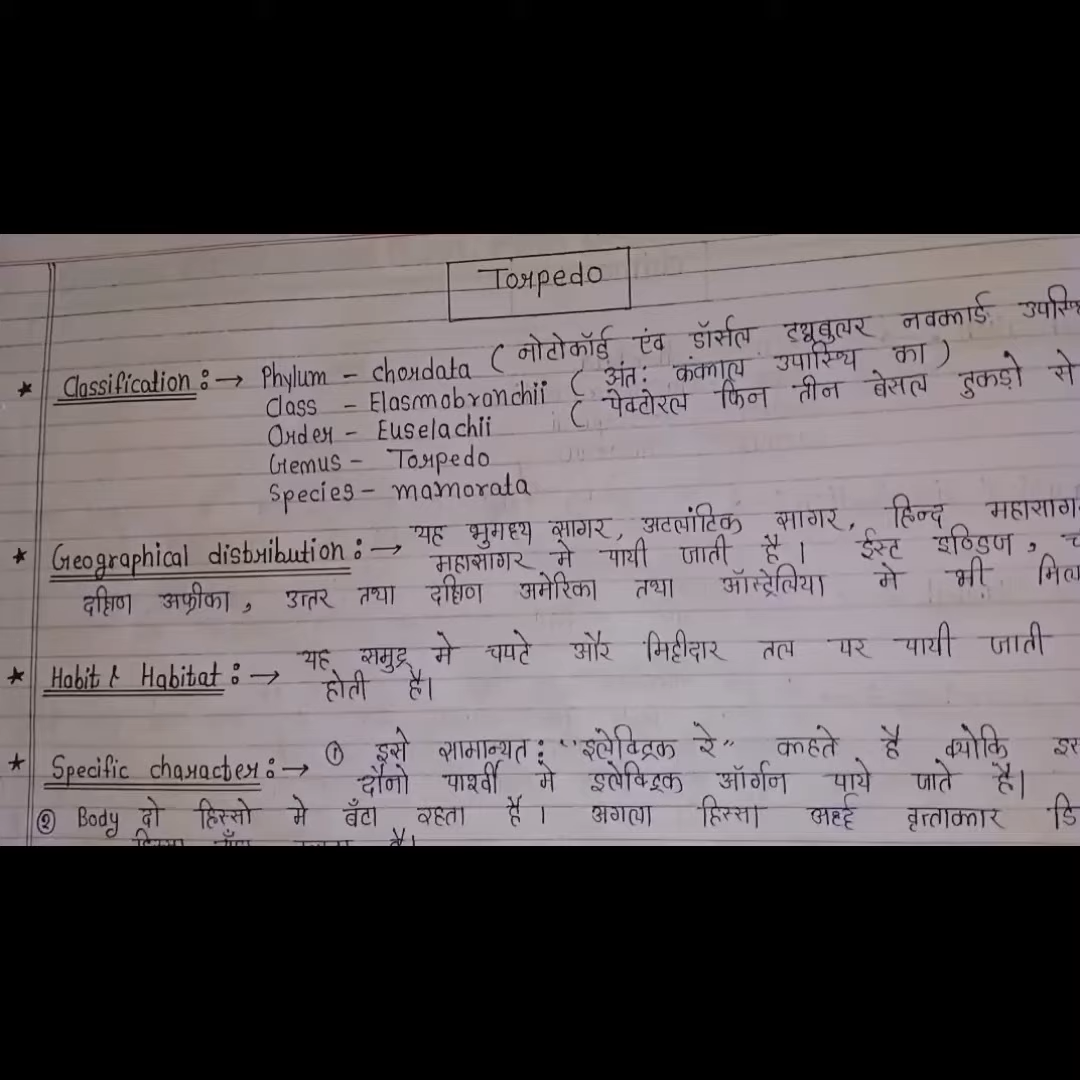 Torpedo
★ Classification :→ Phylum – chordata ( नोटोकॉर्ड एंव डॉर्सल ट्यूबुलर नवकार्ड
Class – Elasmobranchii ( अंत: कंकाल उपास्थि का )
Order – Euselachii ( पेक्टोरल फिन तीन बेसल टुकड़ो से
Genus – Torpedo
Species – mamorata
★ Geographical distribution :→ यह भुमध्य सागर, अटलांटिक सागर, हिन्द
महासागर मे पायी जाती है। ईस्ट इण्डिज,
दक्षिण अफ्रीका, उत्तर तथा दक्षिण अमेरिका तथा ऑस्ट्रेलिया मे भी
★ Habit & Habitat :→ यह समुद्र मे चपटे और मिट्टीदार तल पर पायी जाती
होती है।
★ Specific character :→ ① इसे सामान्यत: "इलेक्ट्रिक रे" कहते है क्योकि
दोनो पार्श्वी मे इलेक्ट्रिक ऑर्गन पाये जाते है।
② Body दो हिस्सो मे बँटा रहता है। अगला हिस्सा वृत्ताकार